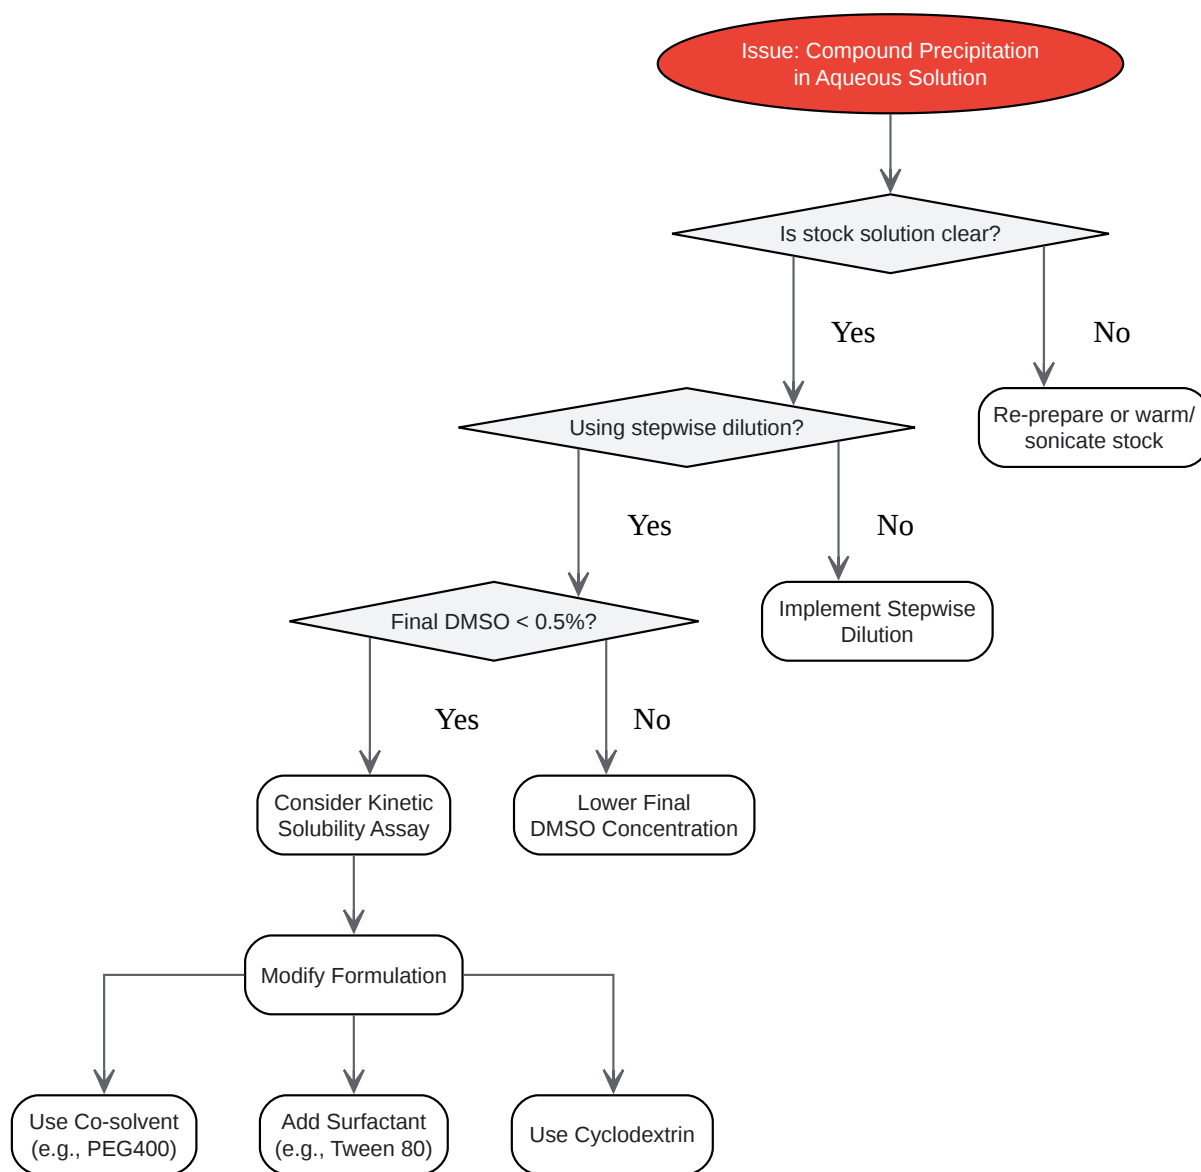 Issue: Compound Precipitation
in Aqueous Solution
Is stock solution clear?
Yes
No
Using stepwise dilution?
Re-prepare or warm/
sonicate stock
Yes
No
Final DMSO < 0.5%?
Implement Stepwise
Dilution
Yes
No
Consider Kinetic
Solubility Assay
Lower Final
DMSO Concentration
Modify Formulation
Use Co-solvent
(e.g., PEG400)
Add Surfactant
(e.g., Tween 80)
Use Cyclodextrin